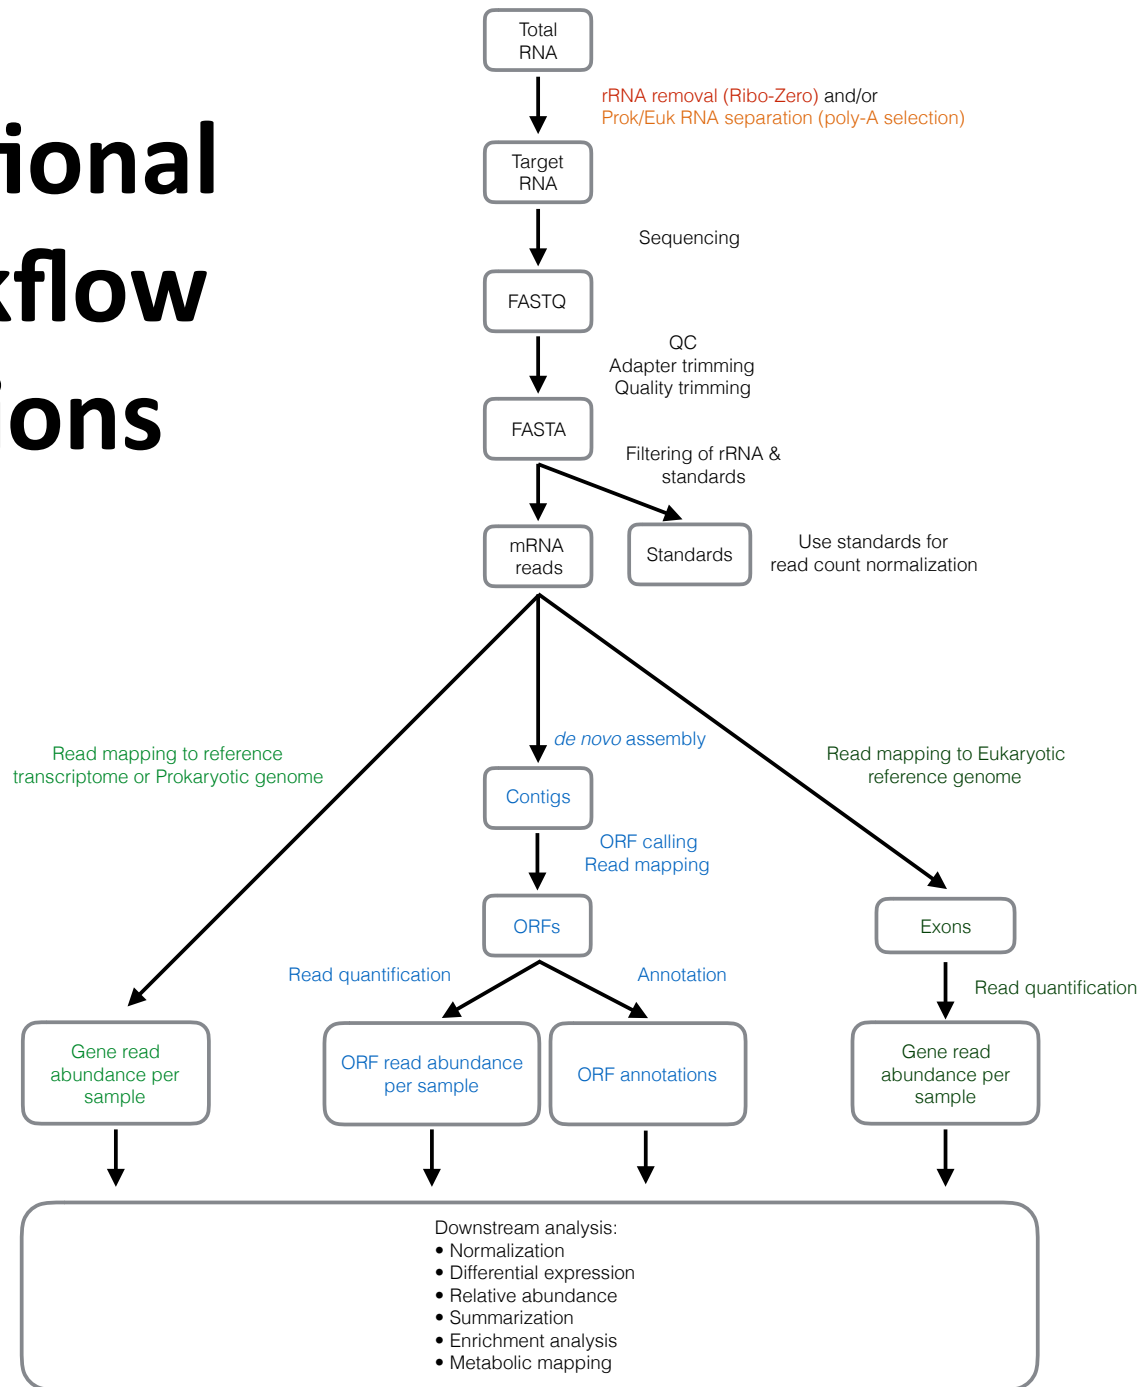 Total
RNA
rRNA removal (Ribo-Zero) and/or
Prok/Euk RNA separation (poly-A selection)
tional
kflow
ions
Target
RNA
Sequencing
FASTQ
QC
Adapter trimming
Quality trimming
FASTA
Filtering of rRNA &
standards
mRNA
reads
Standards
Use standards for
read count normalization
Read mapping to reference
transcriptome or Prokaryotic genome
de novo assembly
Read mapping to Eukaryotic
reference genome
Contigs
ORF calling
Read mapping
ORFs
Exons
Read quantification
Annotation
Read quantification
Gene read
abundance per
sample
ORF read abundance
per sample
ORF annotations
Gene read
abundance per
sample
Downstream analysis:
• Normalization
• Differential expression
• Relative abundance
• Summarization
• Enrichment analysis
• Metabolic mapping